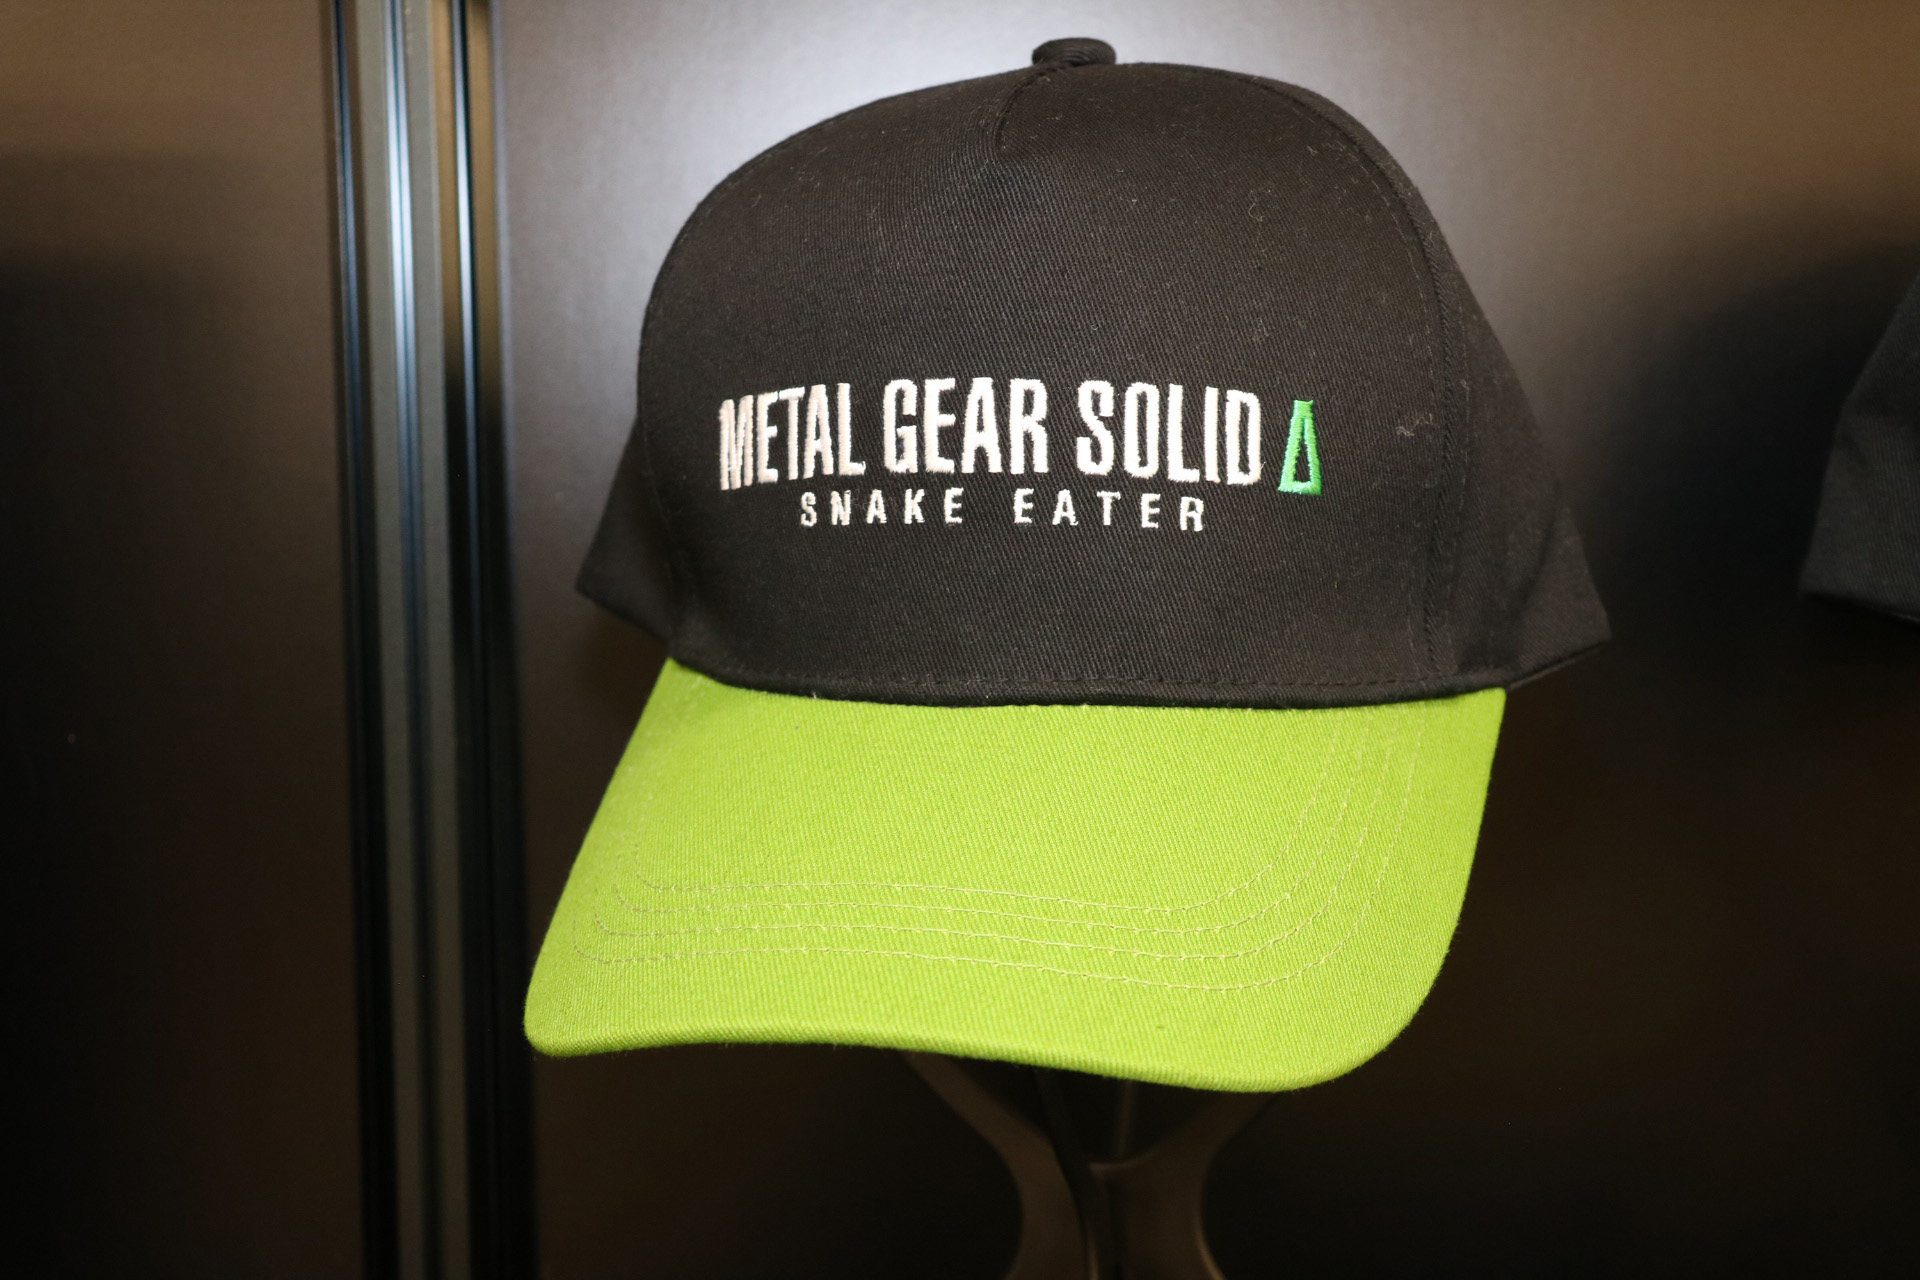 METAL GEAR SOLID Δ
SNAKE EATER